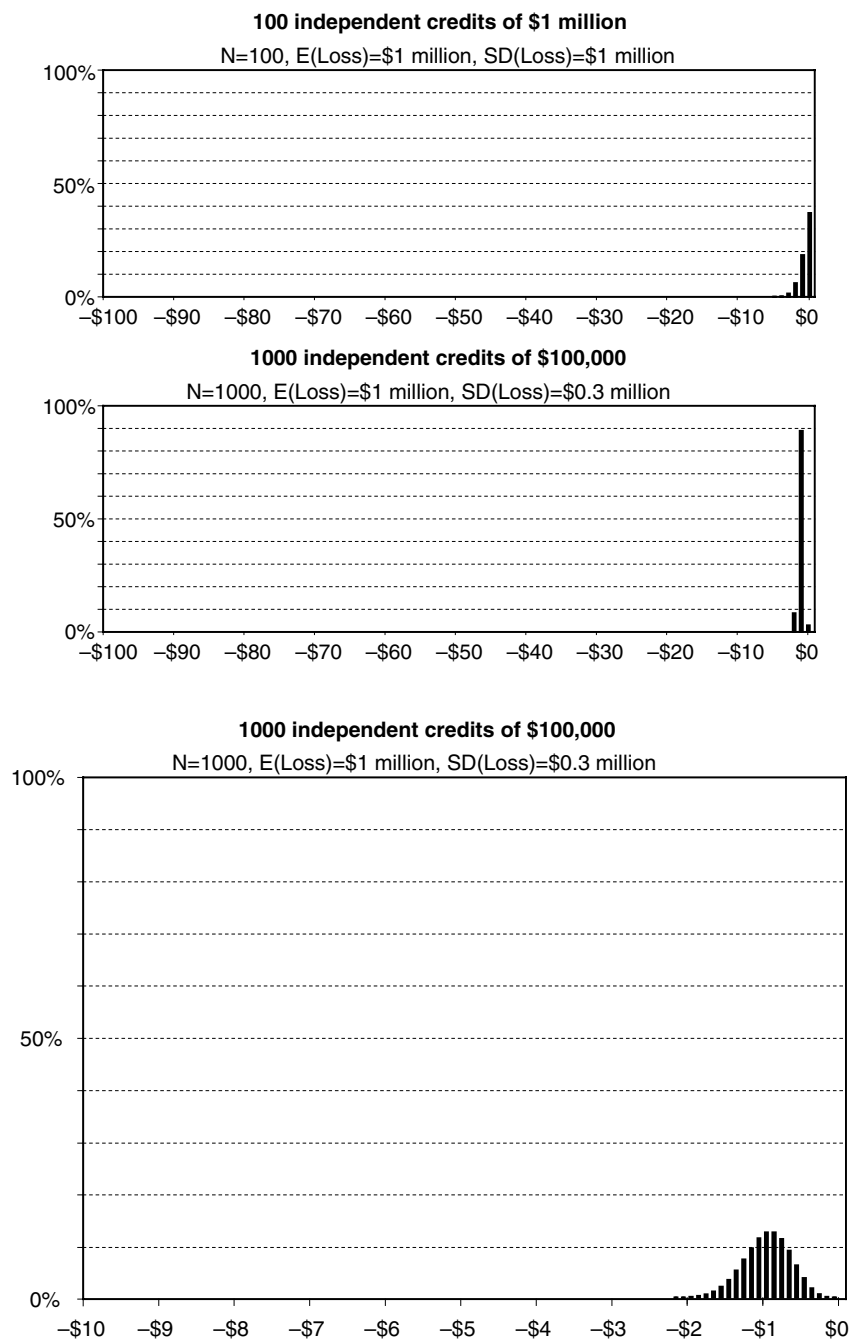 100 independent credits of $1 million
N=100, E(Loss)=$1 million, SD(Loss)=$1 million
100%
50%
0%
–$100 –$90 –$80 –$70 –$60 –$50 –$40 –$30 –$20 –$10 $0
1000 independent credits of $100,000
N=1000, E(Loss)=$1 million, SD(Loss)=$0.3 million
100%
50%
0%
–$100 –$90 –$80 –$70 –$60 –$50 –$40 –$30 –$20 –$10 $0
1000 independent credits of $100,000
N=1000, E(Loss)=$1 million, SD(Loss)=$0.3 million
100%
50%
0%
–$10 –$9 –$8 –$7 –$6 –$5 –$4 –$3 –$2 –$1 $0